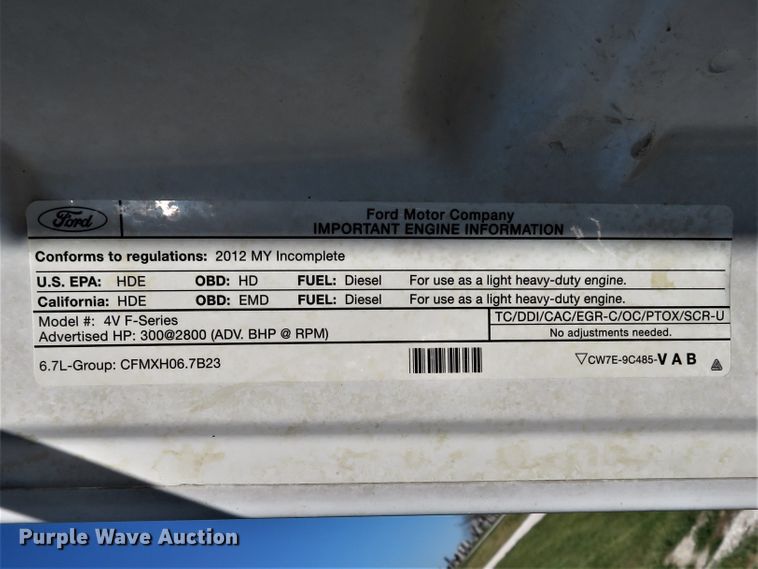 Ford
Ford Motor Company
IMPORTANT ENGINE INFORMATION
Conforms to regulations: 2012 MY Incomplete
U.S. EPA: HDE OBD: HD FUEL: Diesel For use as a light heavy-duty engine.
California: HDE OBD: EMD FUEL: Diesel For use as a light heavy-duty engine.
Model #: 4V F-Series
Advertised HP: 300@2800 (ADV. BHP @ RPM)
TC/DDI/CAC/EGR-C/OC/PTOX/SCR-U
No adjustments needed.
6.7L-Group: CFMXH06.7B23
CW7E-9C485-VAB
Purple Wave Auction